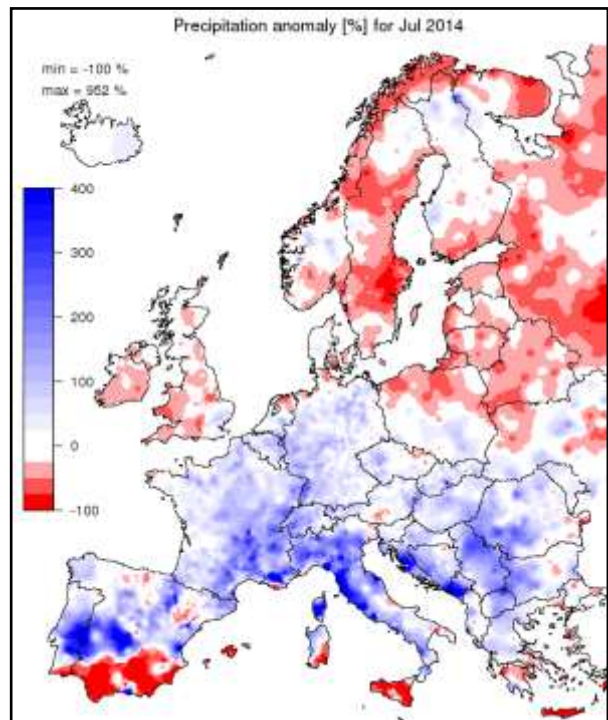 Precipitation anomaly [%] for Jul 2014
min = -100 %
max = 952 %
400
300
200
100
0
-100